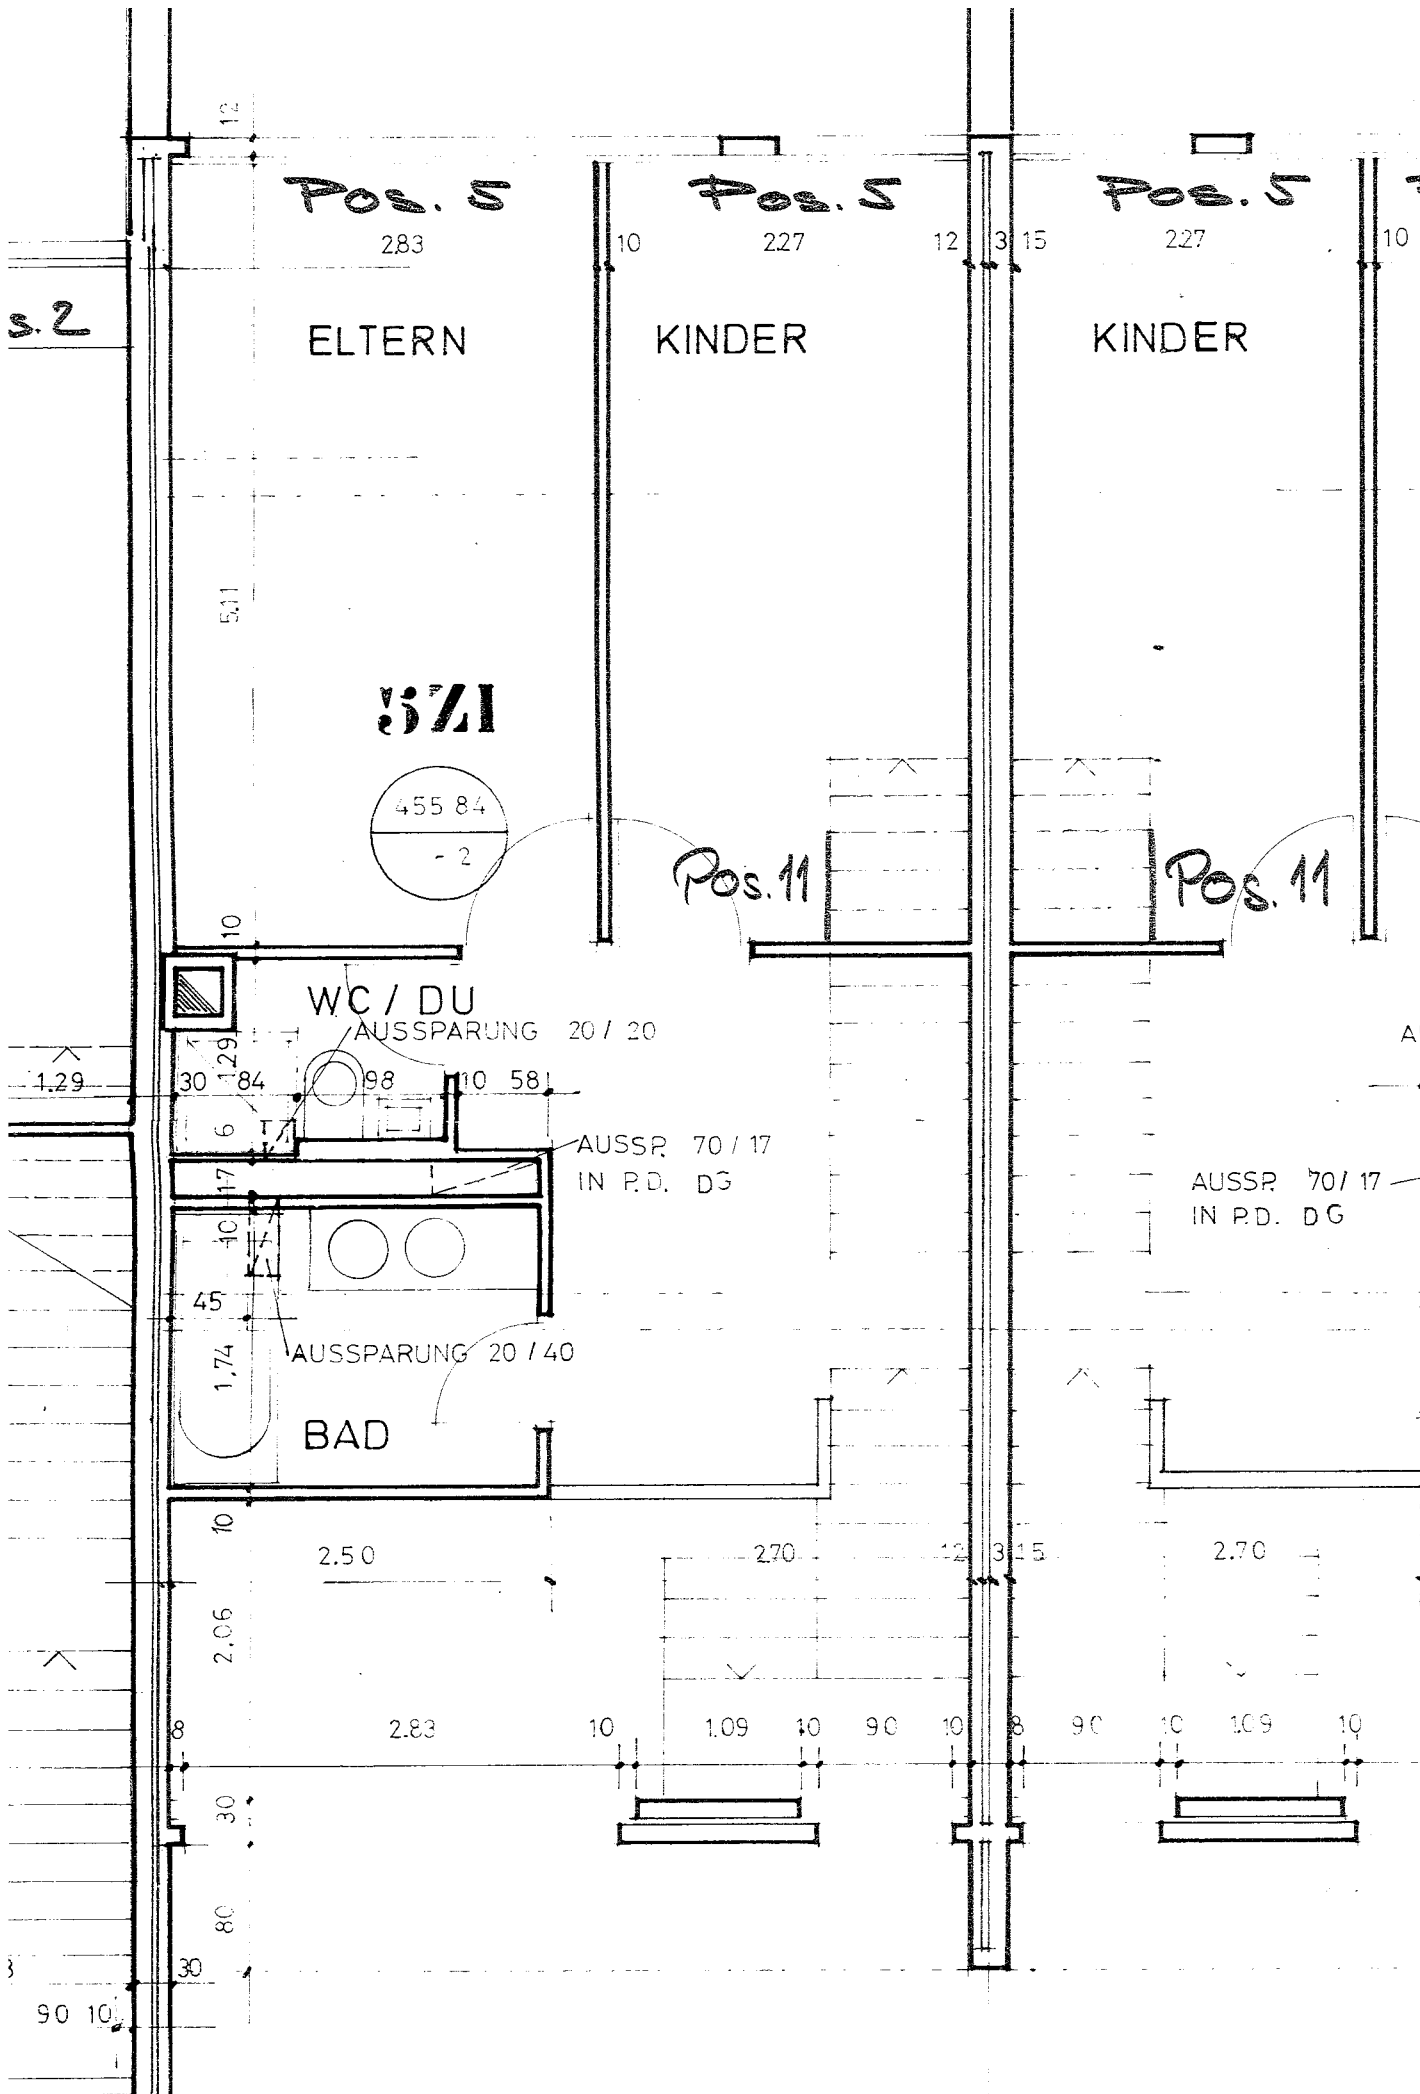 12
Pos. 5 Pos. 5 Pos. 5
2.83 10 2.27 12 3 15 2.27 10
s. 2
ELTERN KINDER KINDER
5.11
5ZI
455 84
- 2
Pos. 11 Pos. 11
10
WC / DU
AUSSPARUNG 20 / 20
1.29
1.29 30 84 98 10 58
6
AUSSP. 70 / 17
IN P.D. DG
AUSSP. 70 / 17
IN P.D. DG
17
10
45
AUSSPARUNG 20 / 40
1.74
BAD
10
2.50 2.70 12 3 15 2.70
2.06
8 2.83 10 1.09 10 90 10 8 90 10 1.09 10
30
80
30
90 10